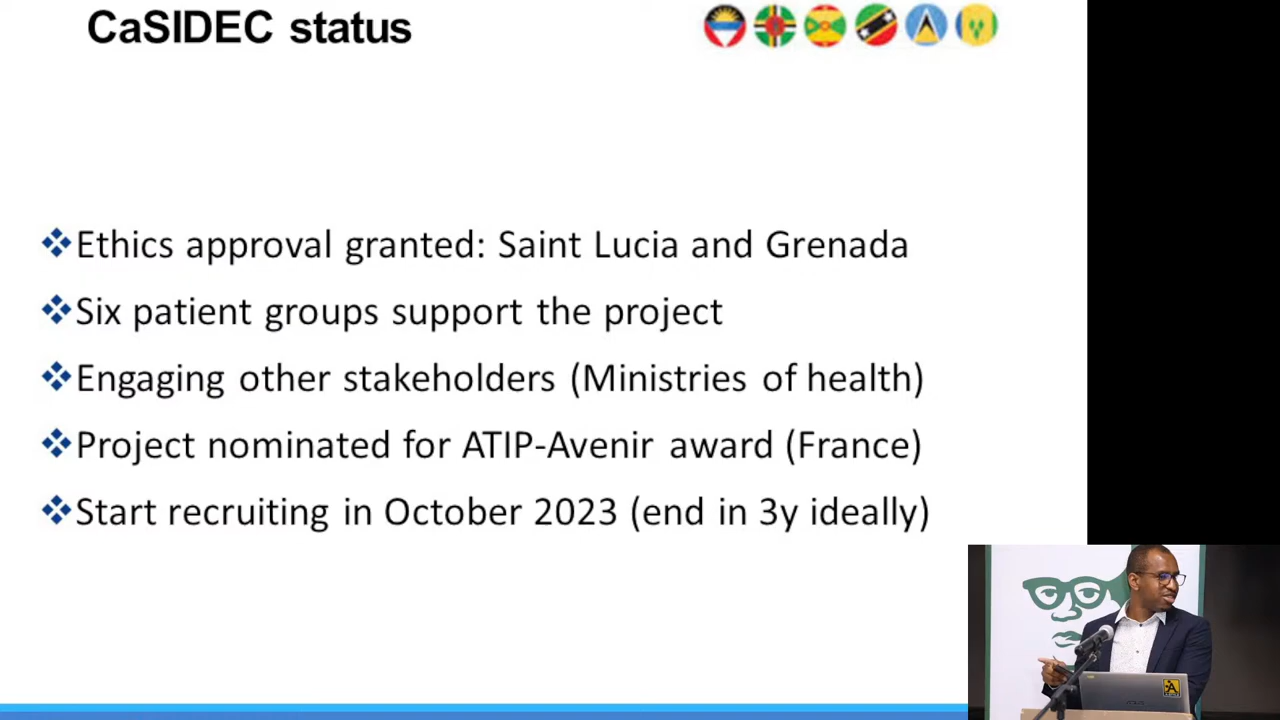 CaSIDEC status
❖Ethics approval granted: Saint Lucia and Grenada
❖Six patient groups support the project
❖Engaging other stakeholders (Ministries of health)
❖Project nominated for ATIP-Avenir award (France)
❖Start recruiting in October 2023 (end in 3y ideally)